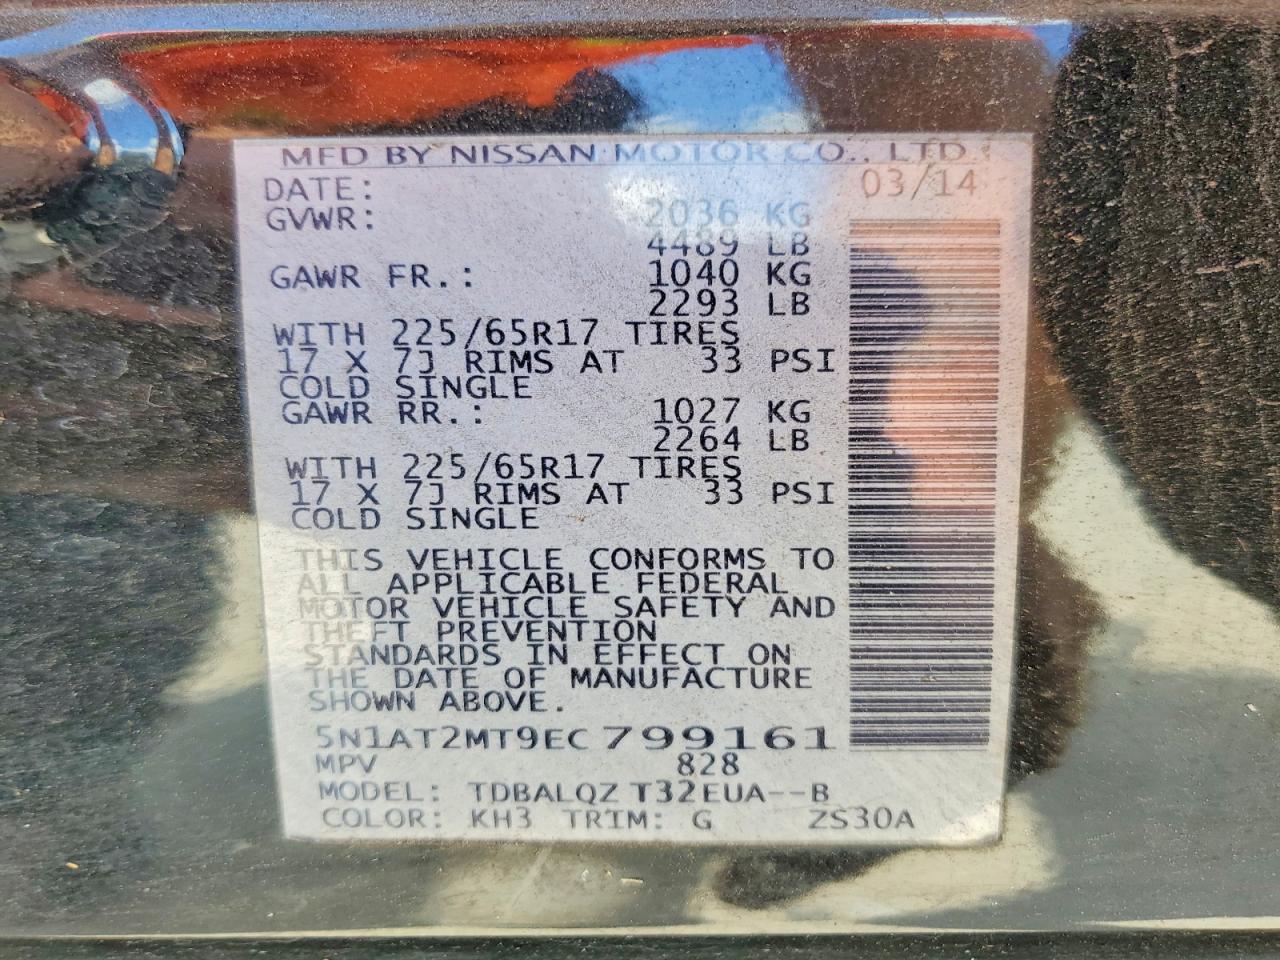 MFD BY NISSAN MOTOR CO., LTD.
DATE: 03/14
GVWR: 2036 KG
4489 LB
GAWR FR.: 1040 KG
2293 LB
WITH 225/65R17 TIRES
17 X 7J RIMS AT 33 PSI
COLD SINGLE
GAWR RR.: 1027 KG
2264 LB
WITH 225/65R17 TIRES
17 X 7J RIMS AT 33 PSI
COLD SINGLE
THIS VEHICLE CONFORMS TO
ALL APPLICABLE FEDERAL
MOTOR VEHICLE SAFETY AND
THEFT PREVENTION
STANDARDS IN EFFECT ON
THE DATE OF MANUFACTURE
SHOWN ABOVE.
5N1AT2MT9EC799161
MPV 828
MODEL: TDBALQZ T32EUA--B
COLOR: KH3 TRIM: G ZS30A